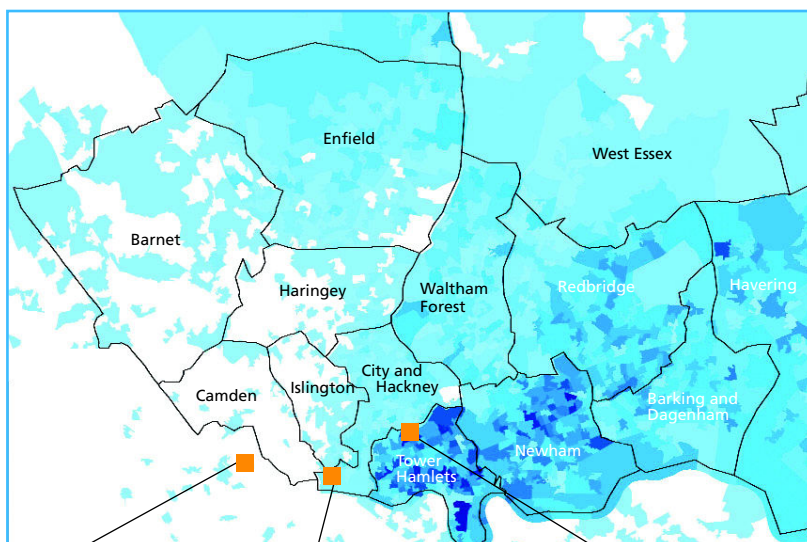 Enfield
West Essex
Barnet
Haringey
Waltham
Forest
Redbridge
Havering
Camden
Islington
City and
Hackney
Barking and
Dagenham
Tower
Hamlets
Newham